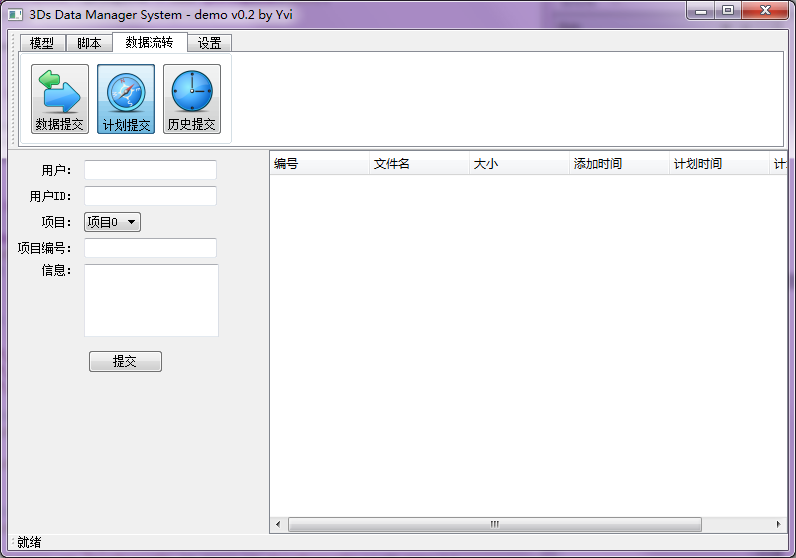 3Ds Data Manager System - demo v0.2 by Yvi
模型 脚本 数据流转 设置
数据提交 计划提交 历史提交
编号 文件名 大小 添加时间 计划时间
用户：
用户ID：
项目： 项目0
项目编号：
信息：
提交
就绪